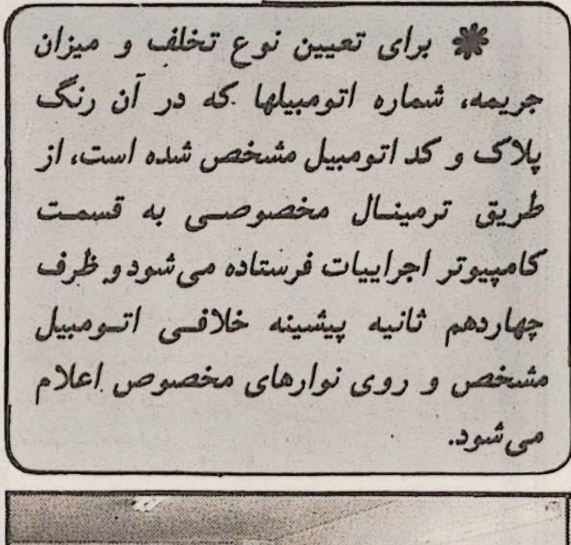 ❋ برای تعیین نوع تخلف و میزان
جریمه، شماره اتومبیلها که در آن رنگ
پلاک و کد اتومبیل مشخص شده است، از
طریق ترمینال مخصوصی به قسمت
کامپیوتر اجراییات فرستاده می‌شود و ظرف
چهاردهم ثانیه پیشینه خلافی اتومبیل
مشخص و روی نوارهای مخصوص اعلام
می‌شود.